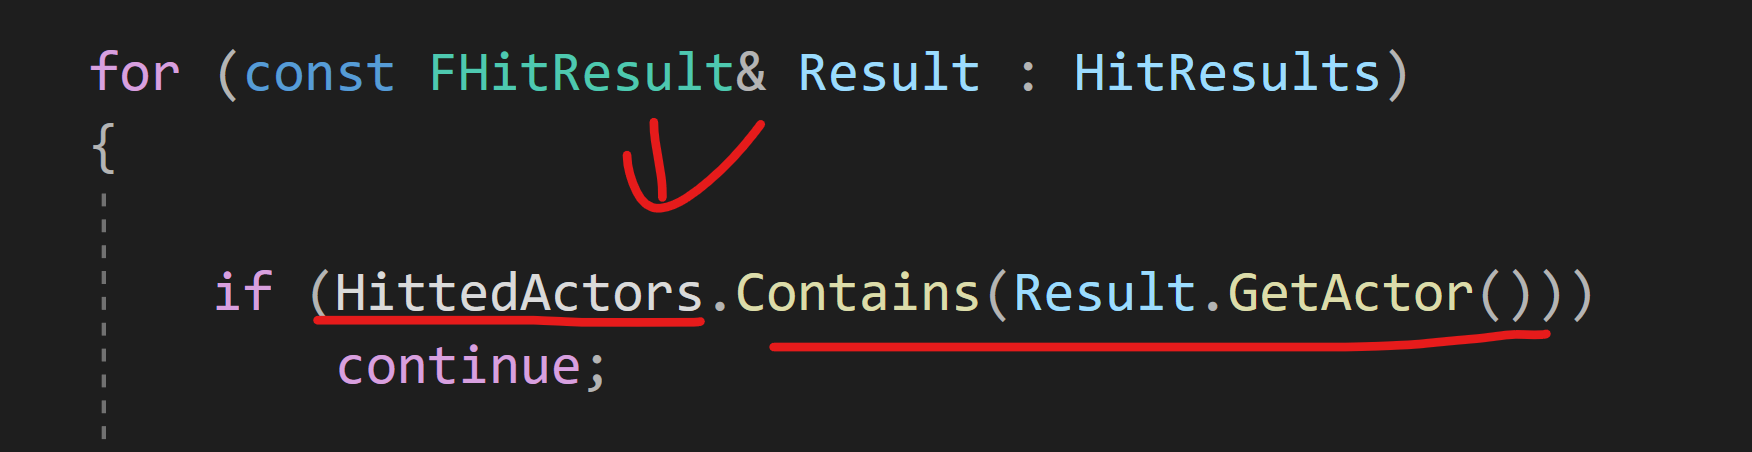 for (const FHitResult& Result : HitResults)
{
if (HittedActors.Contains(Result.GetActor()))
continue;